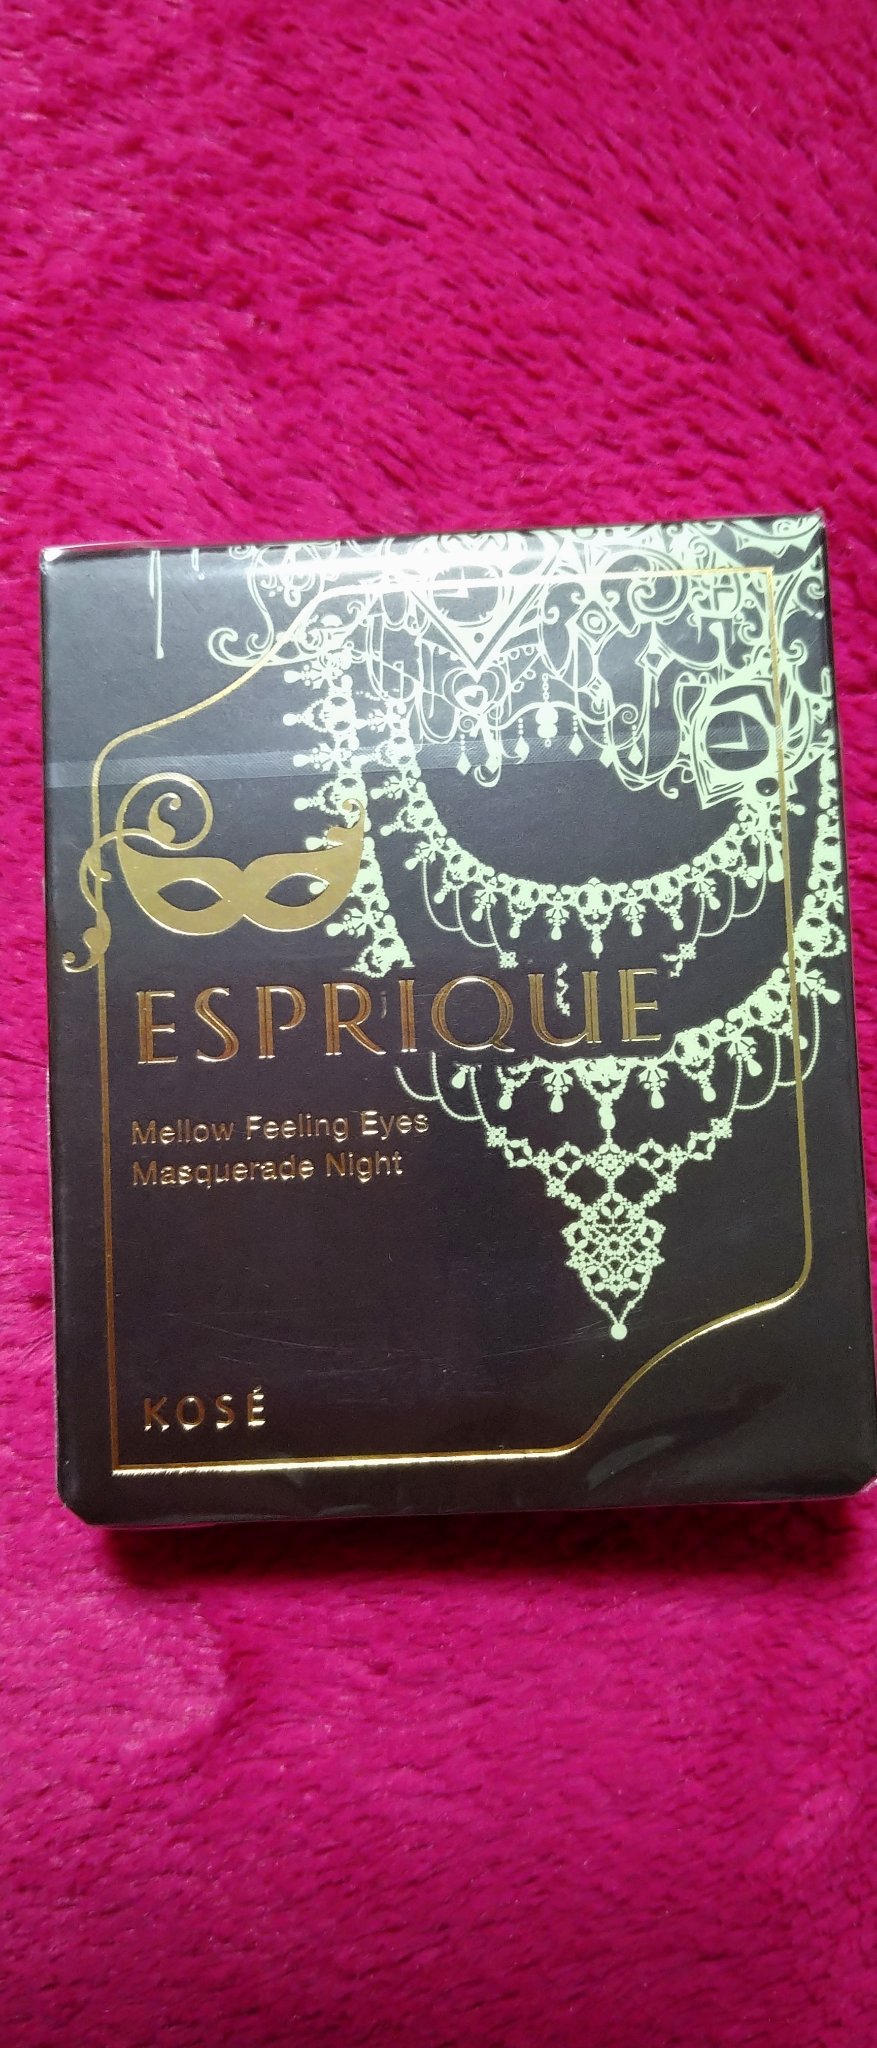 ESPRIQUE
Mellow Feeling Eyes
Masquerade Night
KOSÉ